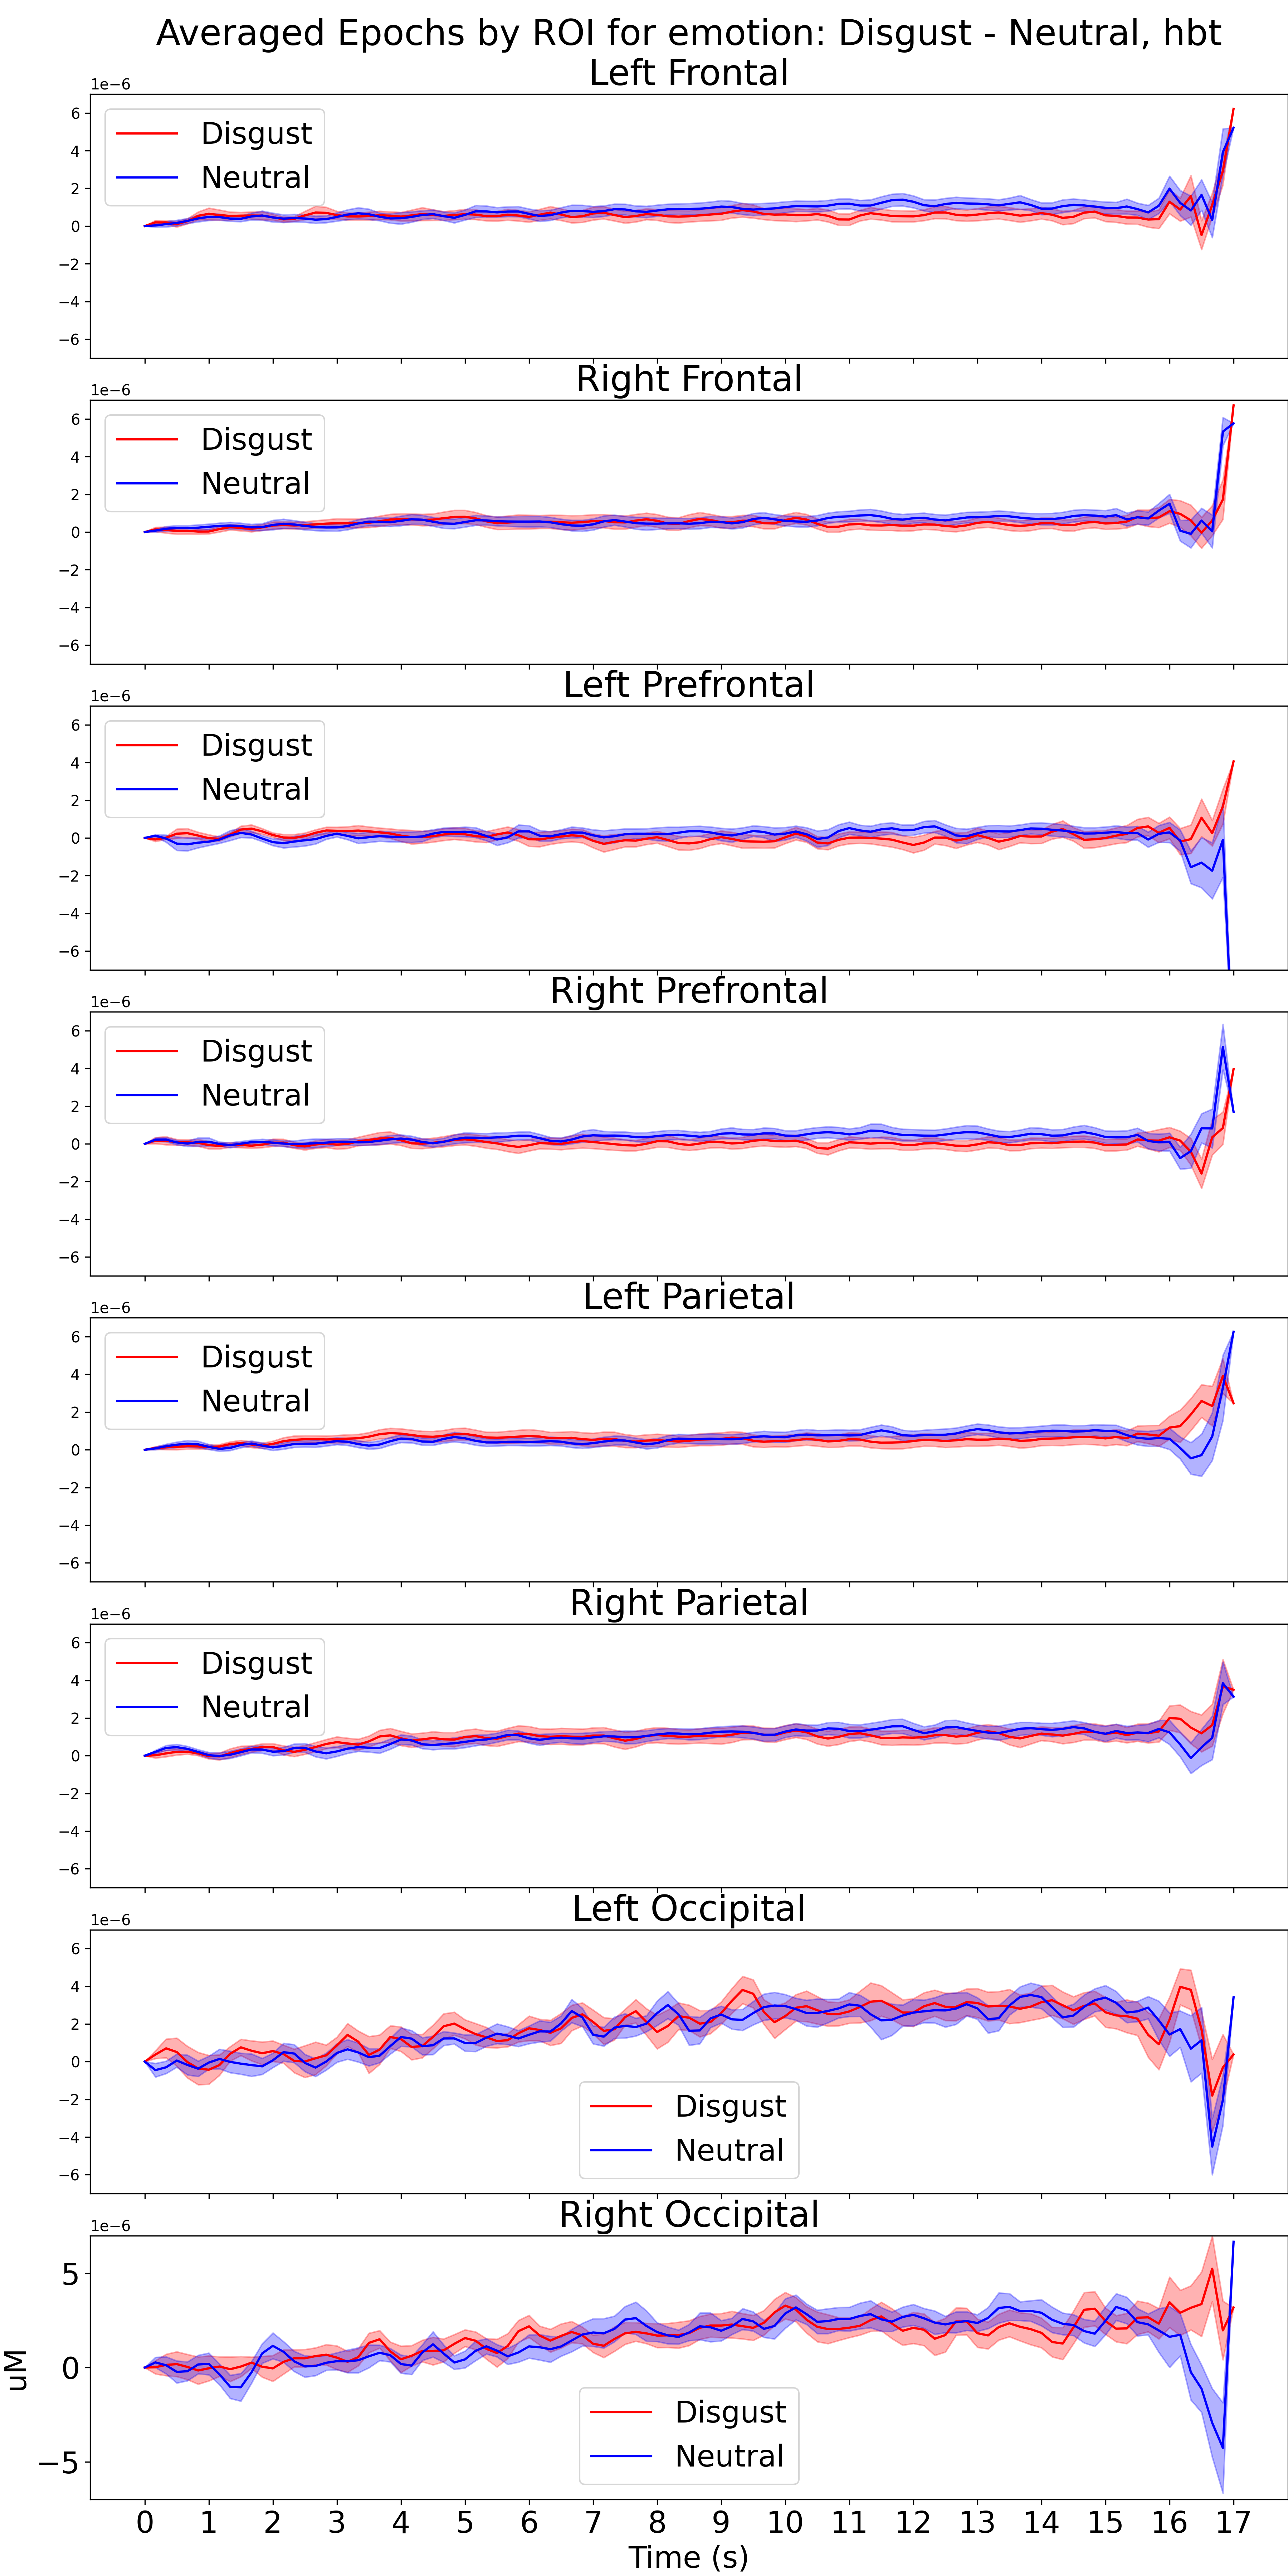 Averaged Epochs by ROI for emotion: Disgust - Neutral, hbt
Left Frontal
1e−6
Disgust
Neutral
6
4
2
0
−2
−4
−6
Right Frontal
1e−6
Disgust
Neutral
6
4
2
0
−2
−4
−6
Left Prefrontal
1e−6
Disgust
Neutral
6
4
2
0
−2
−4
−6
Right Prefrontal
1e−6
Disgust
Neutral
6
4
2
0
−2
−4
−6
Left Parietal
1e−6
Disgust
Neutral
6
4
2
0
−2
−4
−6
Right Parietal
1e−6
Disgust
Neutral
6
4
2
0
−2
−4
−6
Left Occipital
1e−6
6
4
2
0
−2
−4
−6
Disgust
Neutral
Right Occipital
1e−6
5
0
−5
uM
Disgust
Neutral
0 1 2 3 4 5 6 7 8 9 10 11 12 13 14 15 16 17
Time (s)